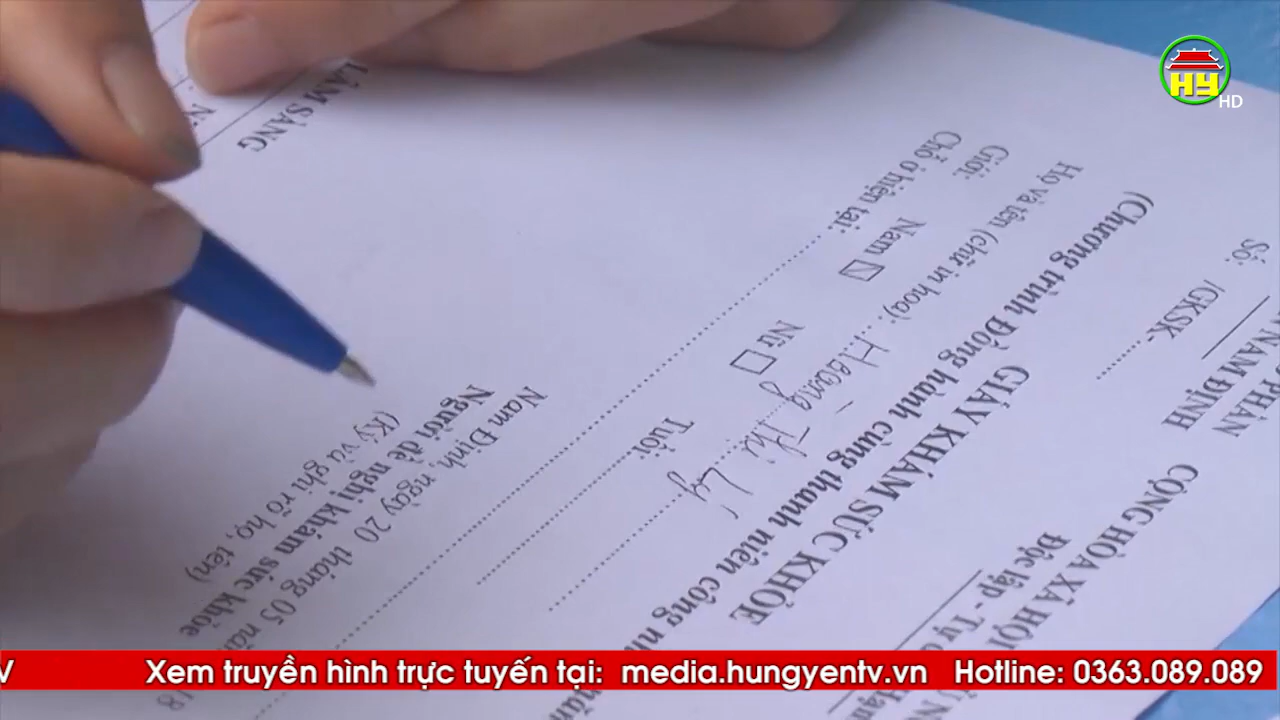 HY
HD
PHẬN
NAM ĐỊNH
Số: /GKSK-
CỘNG HÒA XÃ HỘI
Độc lập - Tự
GIẤY KHÁM SỨC KHỎE
(Chương trình Đồng hành cùng thanh niên công
Họ và tên (chữ in hoa): Hoàng Thị Ly
Giới: Nam Nữ Tuổi:
Chỗ ở hiện tại:
Nam Định, ngày 20 tháng 05
Người đề nghị khám sức khỏe
(Ký và ghi rõ họ, tên)
LÂM SÀNG
Xem truyền hình trực tuyến tại: media.hungyentv.vn Hotline: 0363.089.089